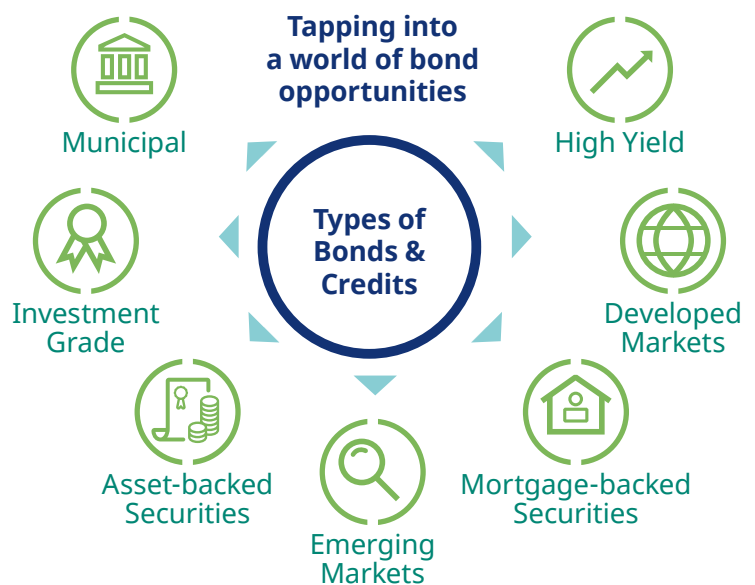 Tapping into
a world of bond
opportunities
Municipal
High Yield
Types of
Bonds &
Credits
Investment
Grade
Developed
Markets
Asset-backed
Securities
Mortgage-backed
Securities
Emerging
Markets